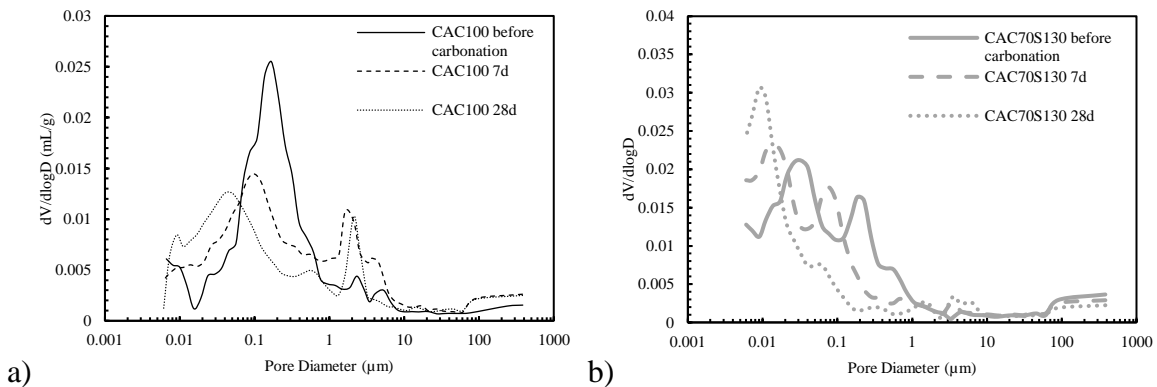 0.03
0.025
0.02
0.015
0.01
0.005
0
dV/dlogD (mL/g)
CAC100 before
carbonation
CAC100 7d
CAC100 28d
0.001 0.01 0.1 1 10 100 1000
Pore Diameter (µm)
a)
0.04
0.035
0.03
0.025
0.02
0.015
0.01
0.005
0
dV/dlogD
CAC70S130 before
carbonation
CAC70S130 7d
CAC70S130 28d
0.001 0.01 0.1 1 10 100 1000
Pore Diameter (µm)
b)